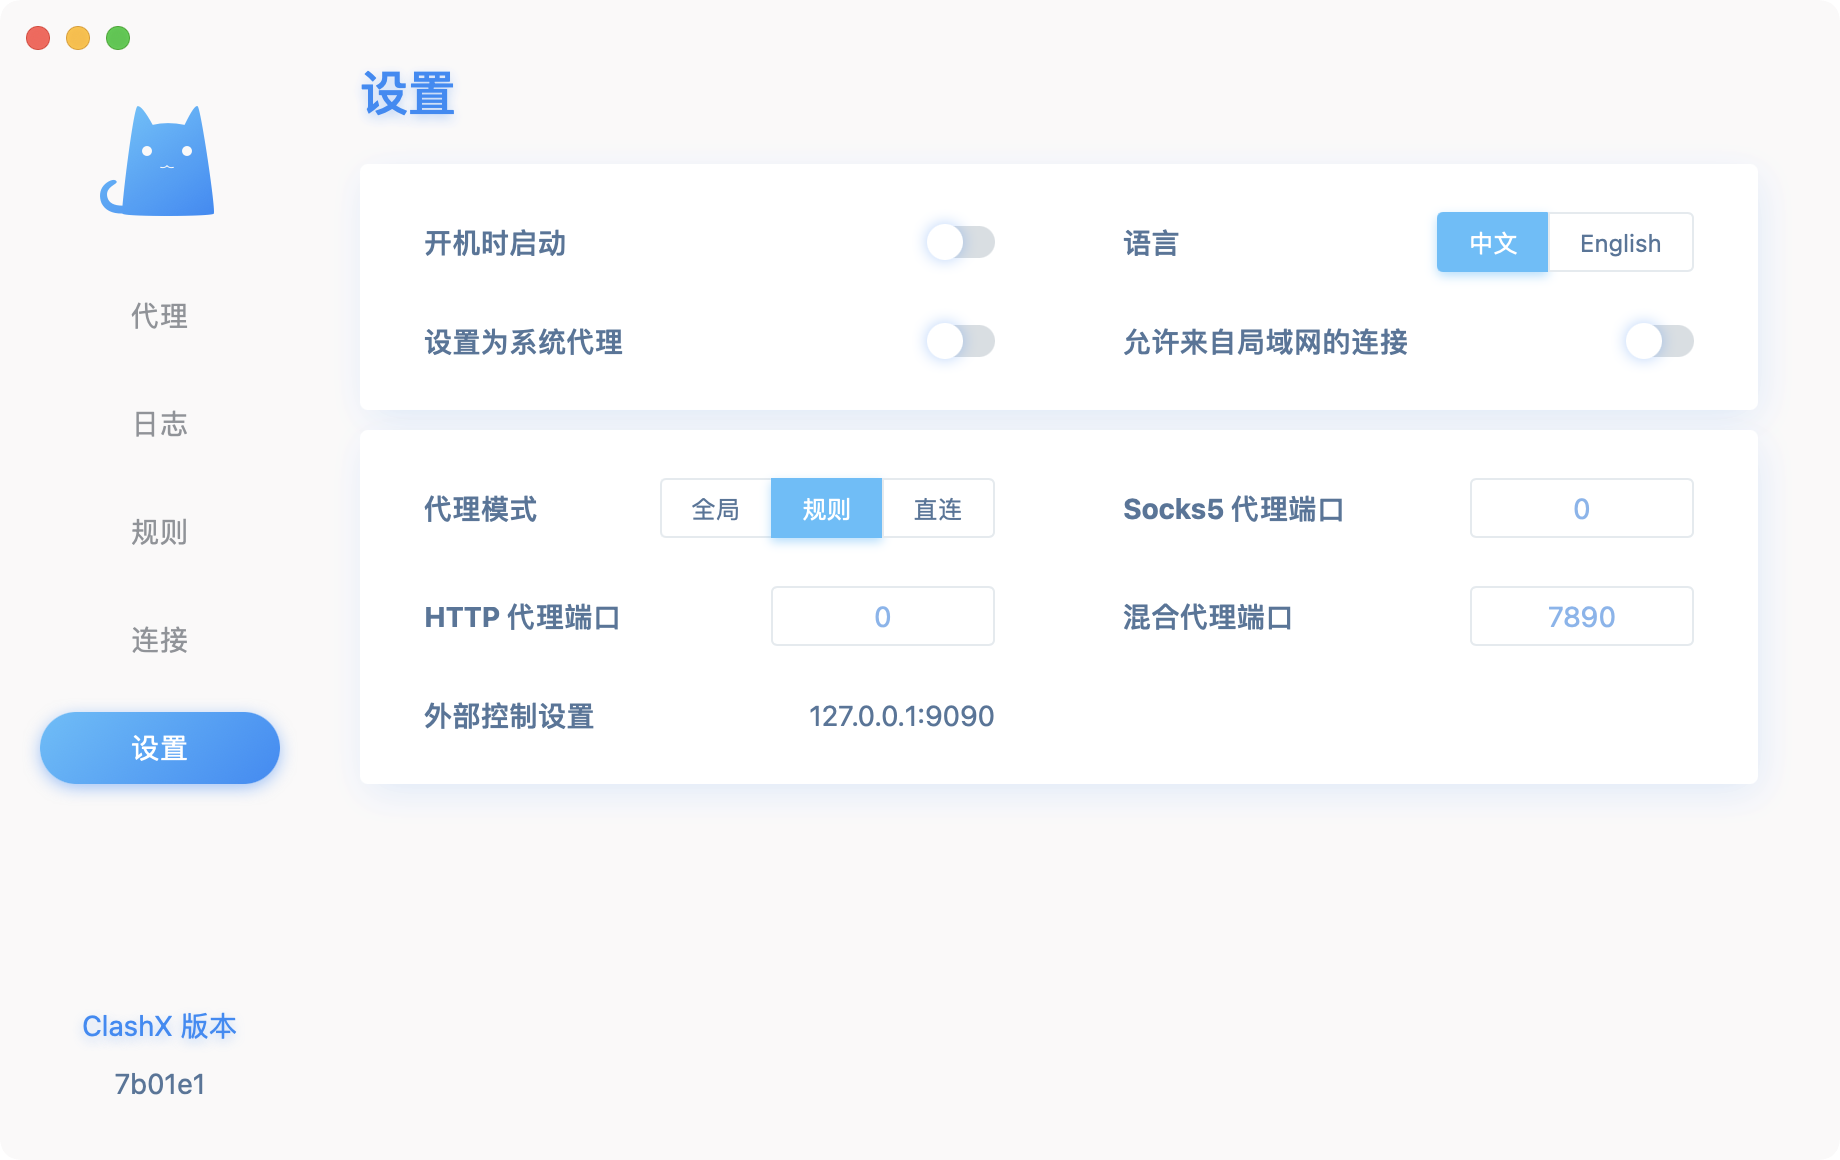 设置
代理
日志
规则
连接
设置
ClashX 版本
7b01e1
开机时启动
语言 中文 English
设置为系统代理
允许来自局域网的连接
代理模式 全局 规则 直连
Socks5 代理端口 0
HTTP 代理端口 0
混合代理端口 7890
外部控制设置 127.0.0.1:9090